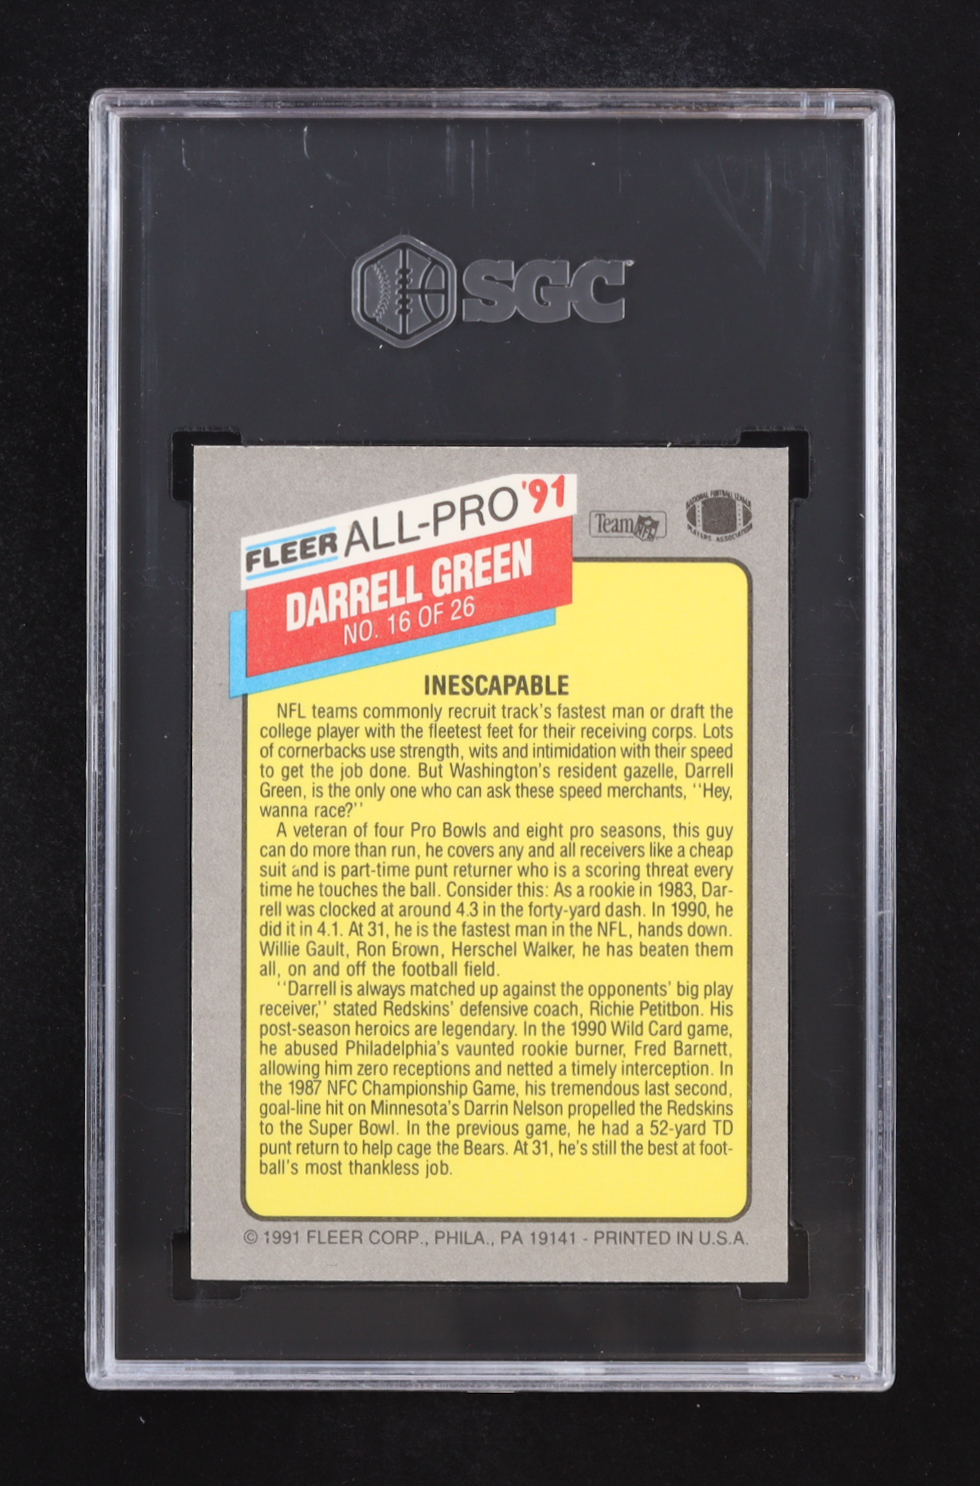 SGC
FLEER ALL-PRO '91
DARRELL GREEN
NO. 16 OF 26
Team NFL
NATIONAL FOOTBALL LEAGUE
PLAYERS ASSOCIATION
INESCAPABLE
NFL teams commonly recruit track's fastest man or draft the
college player with the fleetest feet for their receiving corps. Lots
of cornerbacks use strength, wits and intimidation with their speed
to get the job done. But Washington's resident gazelle, Darrell
Green, is the only one who can ask these speed merchants, ''Hey,
wanna race?''
A veteran of four Pro Bowls and eight pro seasons, this guy
can do more than run, he covers any and all receivers like a cheap
suit and is part-time punt returner who is a scoring threat every
time he touches the ball. Consider this: As a rookie in 1983, Dar-
rell was clocked at around 4.3 in the forty-yard dash. In 1990, he
did it in 4.1. At 31, he is the fastest man in the NFL, hands down.
Willie Gault, Ron Brown, Herschel Walker, he has beaten them
all, on and off the football field.
''Darrell is always matched up against the opponents' big play
receiver,'' stated Redskins' defensive coach, Richie Petitbon. His
post-season heroics are legendary. In the 1990 Wild Card game,
he abused Philadelphia's vaunted rookie burner, Fred Barnett,
allowing him zero receptions and netted a timely interception. In
the 1987 NFC Championship Game, his tremendous last second,
goal-line hit on Minnesota's Darrin Nelson propelled the Redskins
to the Super Bowl. In the previous game, he had a 52-yard TD
punt return to help cage the Bears. At 31, he's still the best at foot-
ball's most thankless job.
© 1991 FLEER CORP., PHILA., PA 19141 - PRINTED IN U.S.A.